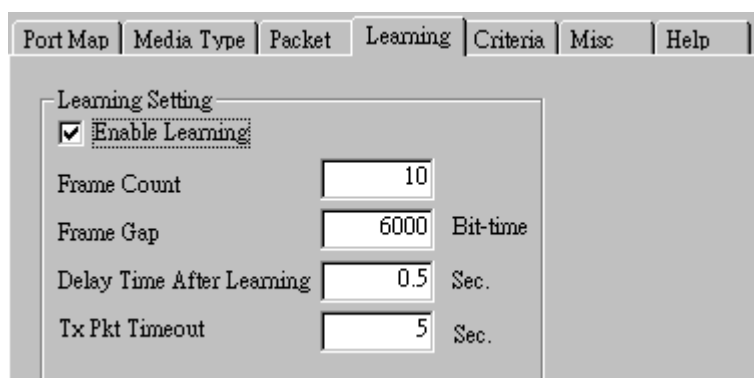 Port Map Media Type Packet Learning Criteria Misc Help
Learning Setting
Enable Learning
Frame Count 10
Frame Gap 6000 Bit-time
Delay Time After Learning 0.5 Sec.
Tx Pkt Timeout 5 Sec.